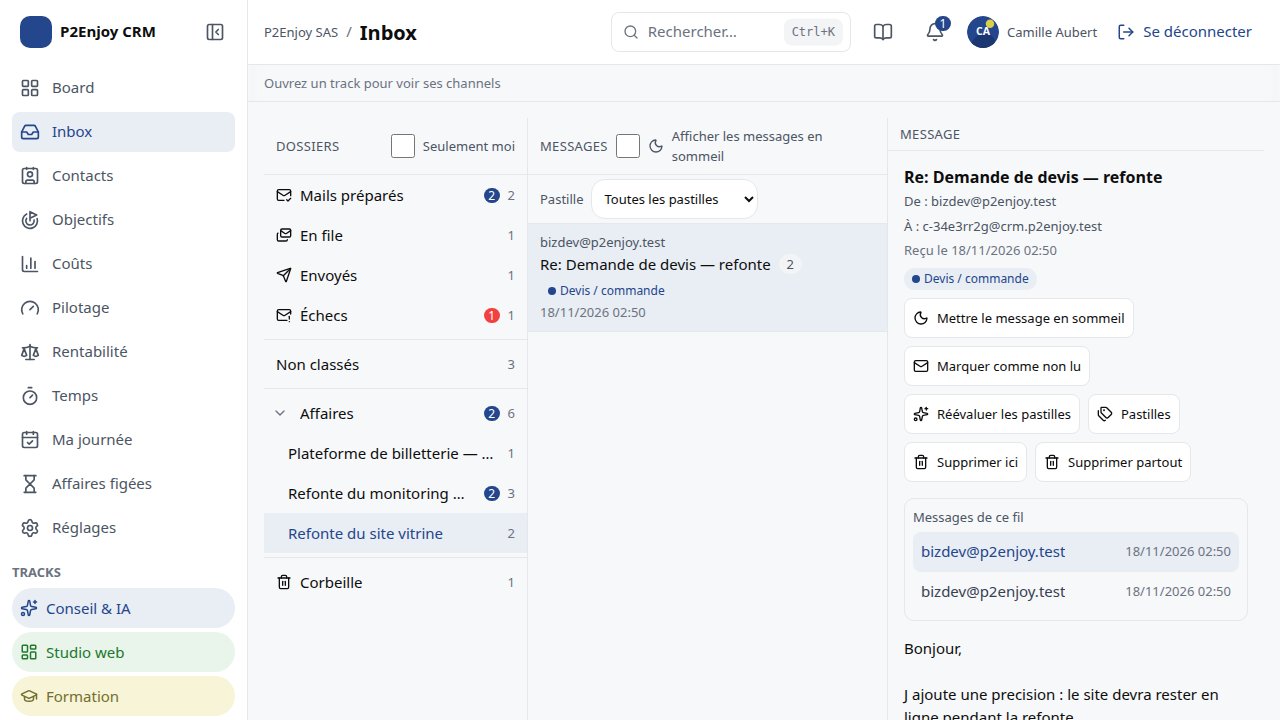 P2Enjoy CRM
Board
Inbox
Contacts
Objectifs
Coûts
Pilotage
Rentabilité
Temps
Ma journée
Affaires figées
Réglages
TRACKS
Conseil & IA
Studio web
Formation
P2Enjoy SAS / Inbox
Rechercher... Ctrl+K
1
CA Camille Aubert
Se déconnecter
Ouvrez un track pour voir ses channels
DOSSIERS Seulement moi
Mails préparés 2 2
En file 1
Envoyés 1
Échecs 1 1
Non classés 3
Affaires 2 6
Plateforme de billetterie — ... 1
Refonte du monitoring ... 2 3
Refonte du site vitrine 2
Corbeille 1
MESSAGES Afficher les messages en
sommeil
Pastille Toutes les pastilles
bizdev@p2enjoy.test
Re: Demande de devis — refonte 2
Devis / commande
18/11/2026 02:50
MESSAGE
Re: Demande de devis — refonte
De : bizdev@p2enjoy.test
À : c-34e3rr2g@crm.p2enjoy.test
Reçu le 18/11/2026 02:50
Devis / commande
Mettre le message en sommeil
Marquer comme non lu
Réévaluer les pastilles Pastilles
Supprimer ici Supprimer partout
Messages de ce fil
bizdev@p2enjoy.test 18/11/2026 02:50
bizdev@p2enjoy.test 18/11/2026 02:50
Bonjour,
J ajoute une precision : le site devra rester en
ligne pendant la refonte.